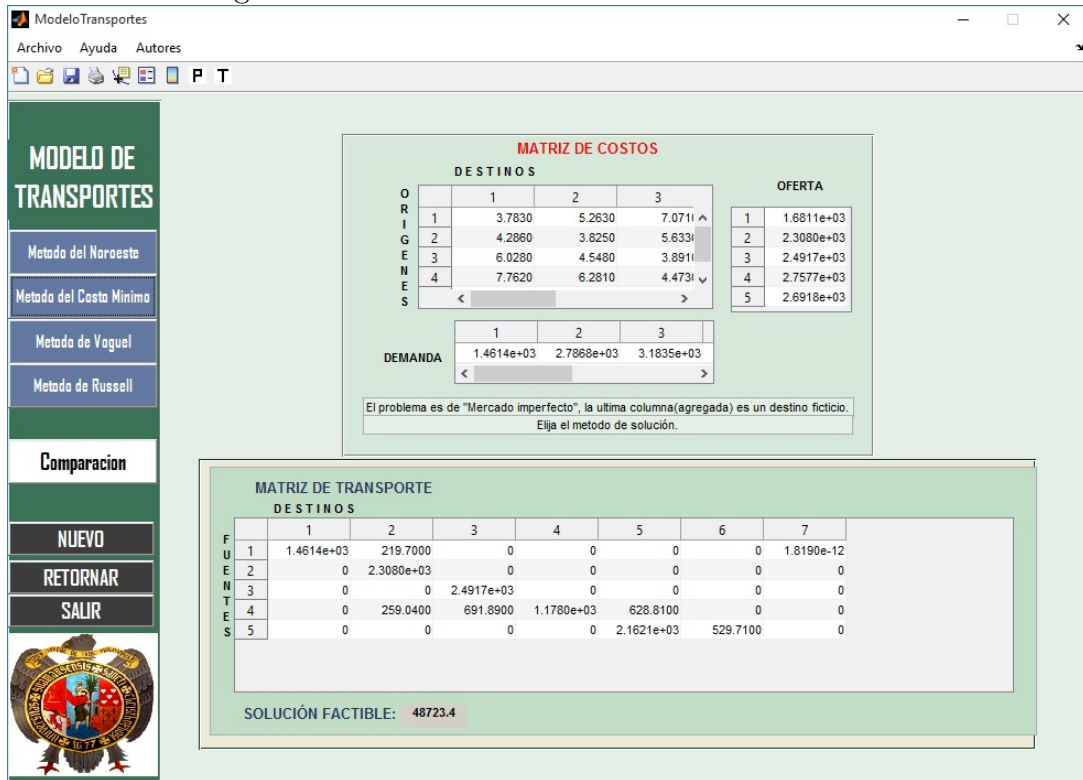 ModeloTransportes
Archivo Ayuda Autores
P T
MODELO DE
TRANSPORTES
Metodo del Noroeste
Metodo del Costo Minimo
Metodo de Voguel
Metodo de Russell
Comparacion
NUEVO
RETORNAR
SALIR
1677
MATRIZ DE COSTOS
DESTINOS
ORIGENES
1 2 3
1 3.7830 5.2630 7.071
2 4.2860 3.8250 5.633
3 6.0280 4.5480 3.891
4 7.7620 6.2810 4.473
OFERTA
1 1.6811e+03
2 2.3080e+03
3 2.4917e+03
4 2.7577e+03
5 2.6918e+03
DEMANDA
1 2 3
1.4614e+03 2.7868e+03 3.1835e+03
El problema es de "Mercado imperfecto", la ultima columna(agregada) es un destino ficticio.
Elija el metodo de solución.
MATRIZ DE TRANSPORTE
DESTINOS
FUENTES
1 2 3 4 5 6 7
1 1.4614e+03 219.7000 0 0 0 0 1.8190e-12
2 0 2.3080e+03 0 0 0 0 0
3 0 0 2.4917e+03 0 0 0 0
4 0 259.0400 691.8900 1.1780e+03 628.8100 0 0
5 0 0 0 0 2.1621e+03 529.7100 0
SOLUCIÓN FACTIBLE: 48723.4